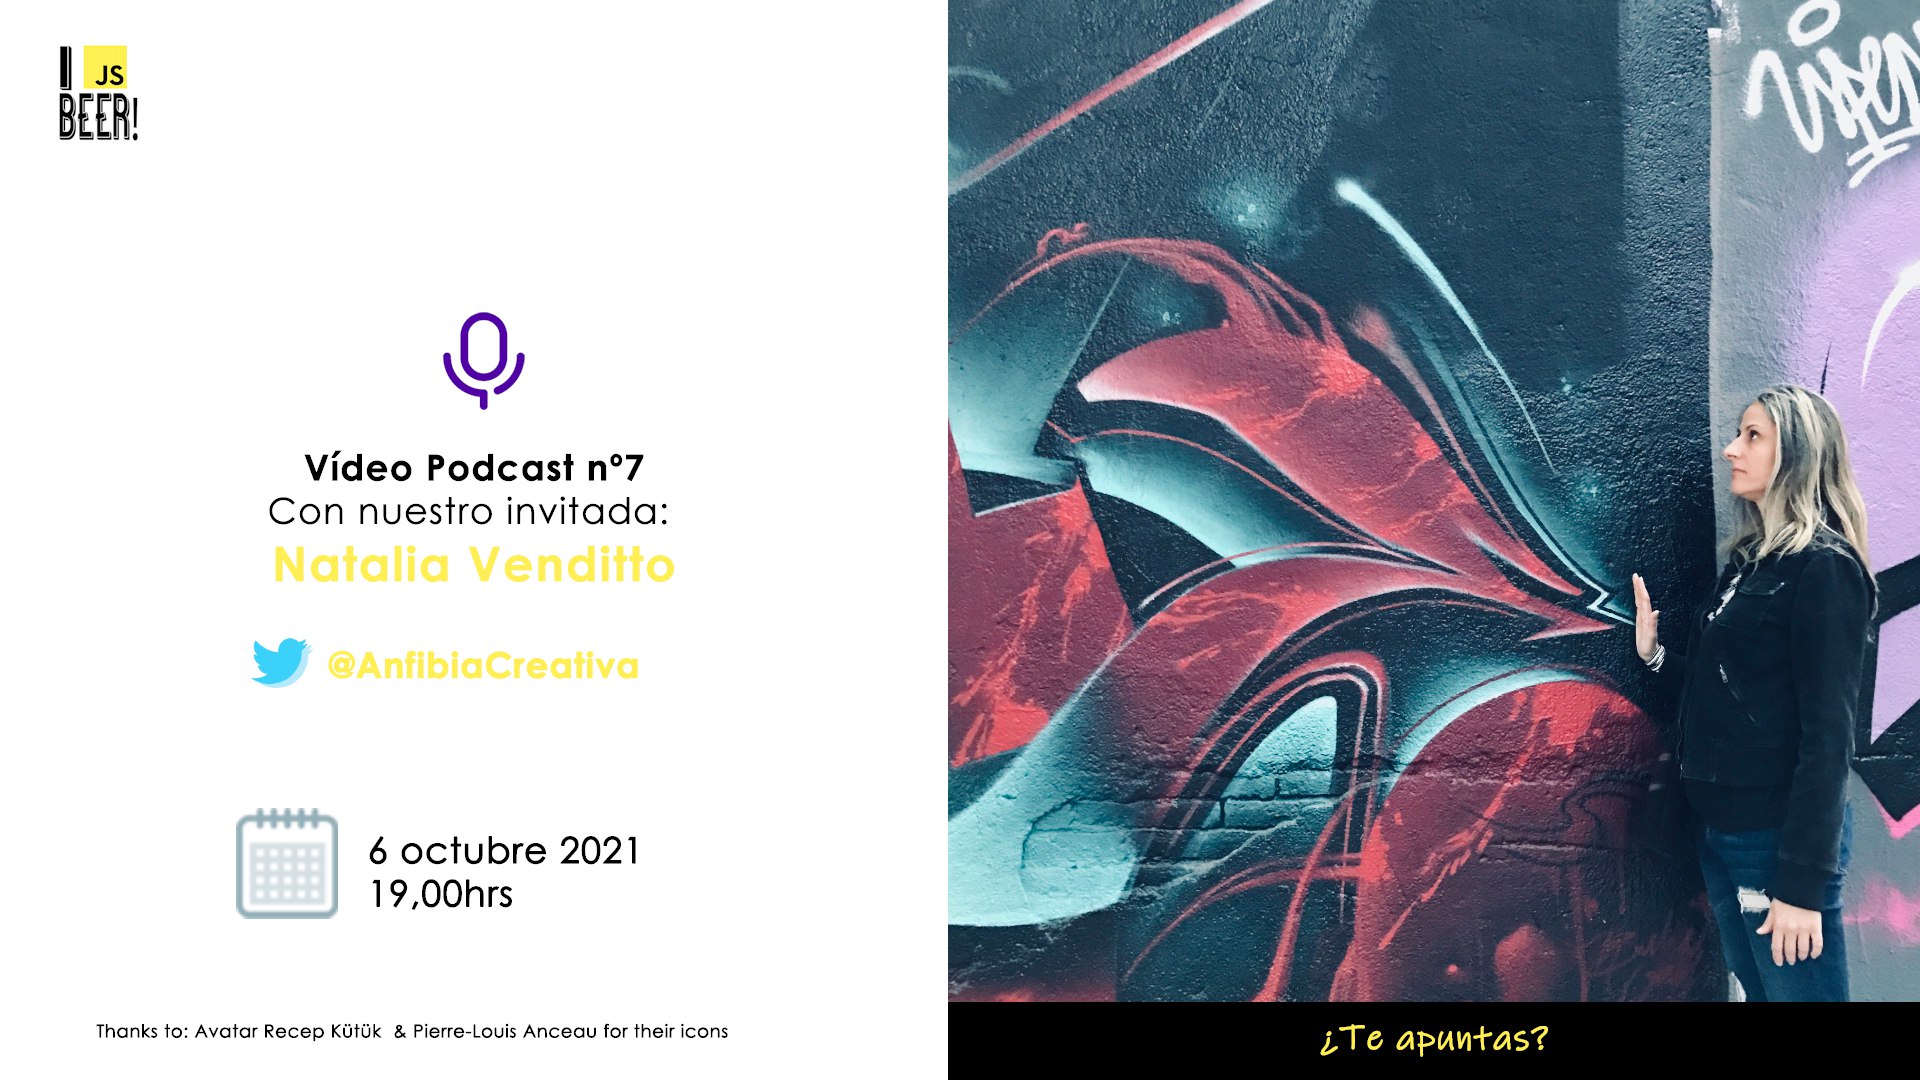 I JS
BEER!
Vídeo Podcast nº7
Con nuestro invitada:
Natalia Venditto
@AnfibiaCreativa
6 octubre 2021
19,00hrs
Thanks to: Avatar Recep Kütük & Pierre-Louis Anceau for their icons
¿Te apuntas?